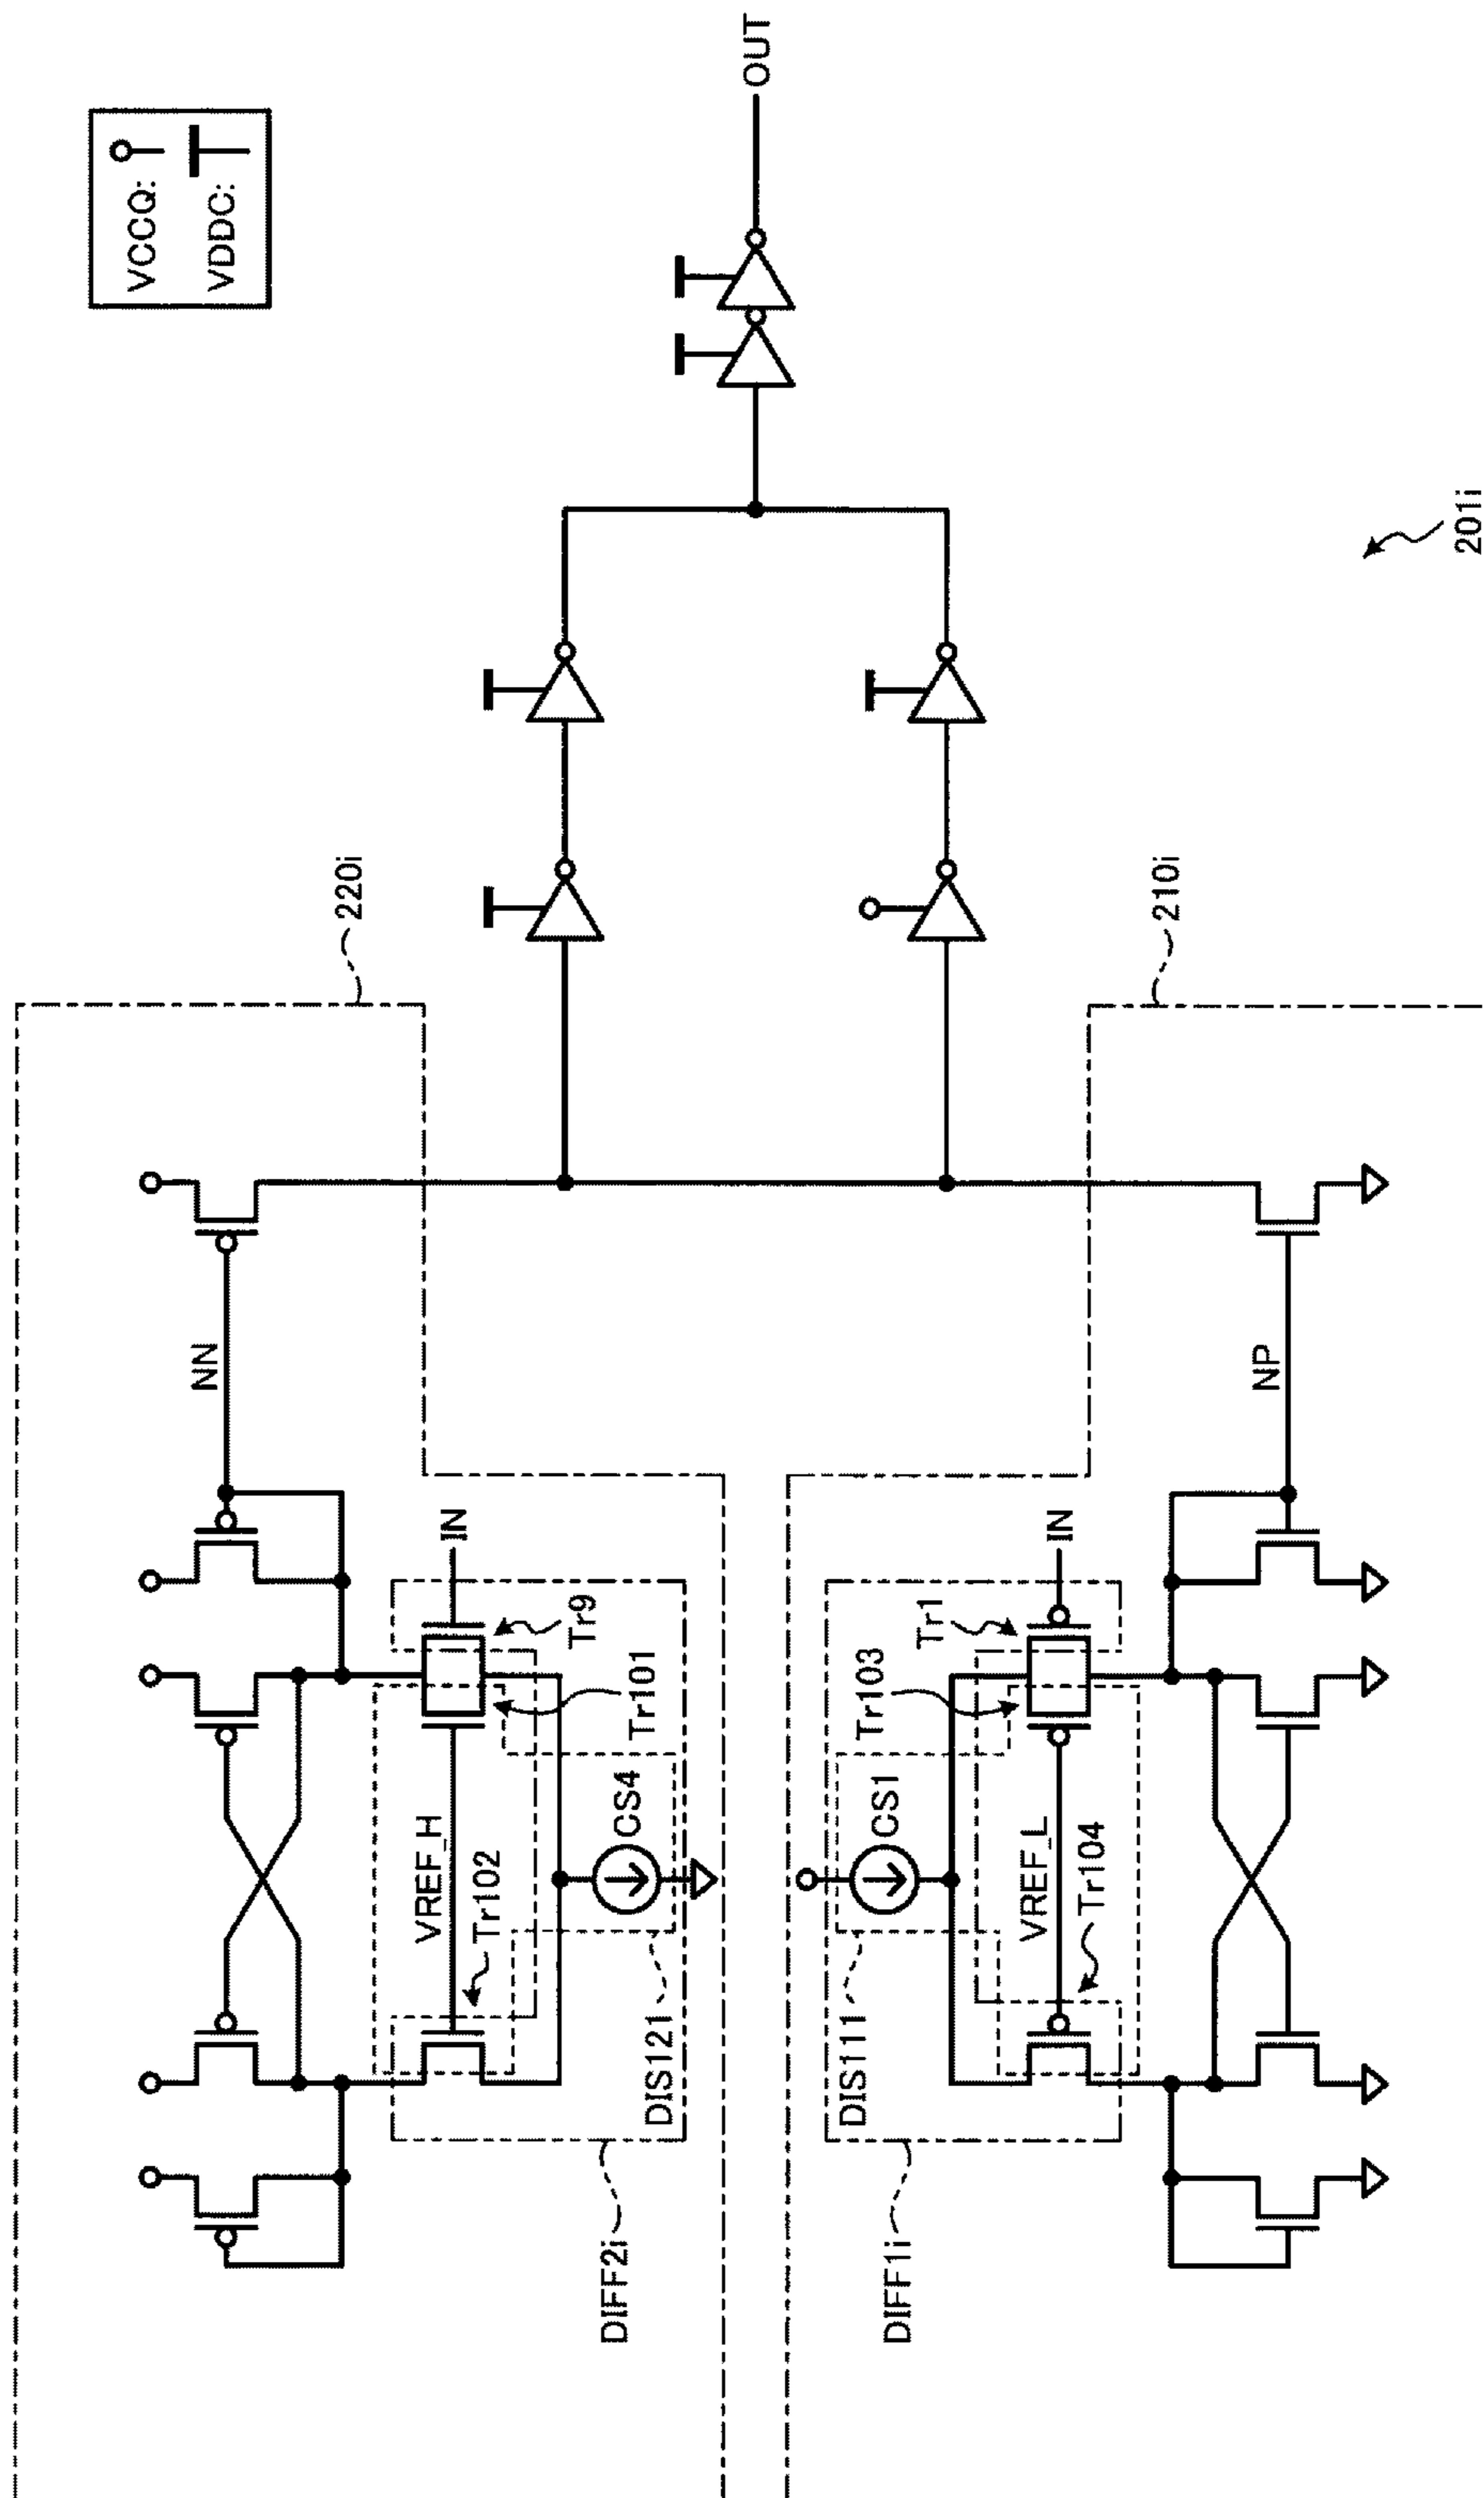 VCCQ:
VDDC:
OUT
201i
220i
210i
NN
NP
IN
Tr9
Tr101
VREF_H
Tr102
CS4
DIS121
DIFF2i
IN
Tr1
Tr103
CS1
VREF_L
Tr104
DIS111
DIFF1i